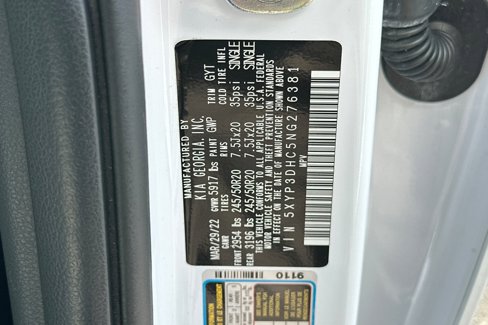 MANUFACTURED BY
KIA GEORGIA, INC.
MAR/29/22 GVWR 5917 lbs PAINT GWP TRIM GYT
GAWR TIRES RIMS COLD TIRE INFL
FRONT 2954 lbs 245/50R20 7.5Jx20 35psi SINGLE
REAR 3196 lbs 245/50R20 7.5Jx20 35psi SINGLE
THIS VEHICLE CONFORMS TO ALL APPLICABLE U.S.A. FEDERAL
MOTOR VEHICLE SAFETY AND THEFT PREVENTION STANDARDS
IN EFFECT ON THE DATE OF MANUFACTURE SHOWN ABOVE
VIN 5XYP3DHC5NG276381
MPV
9110